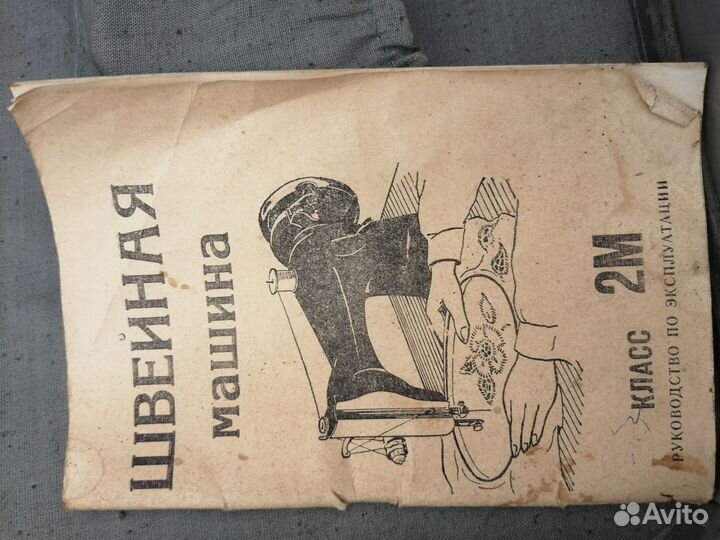 ШВЕЙНАЯ
машина
КЛАСС 2М
РУКОВОДСТВО ПО ЭКСПЛУАТАЦИИ
Avito